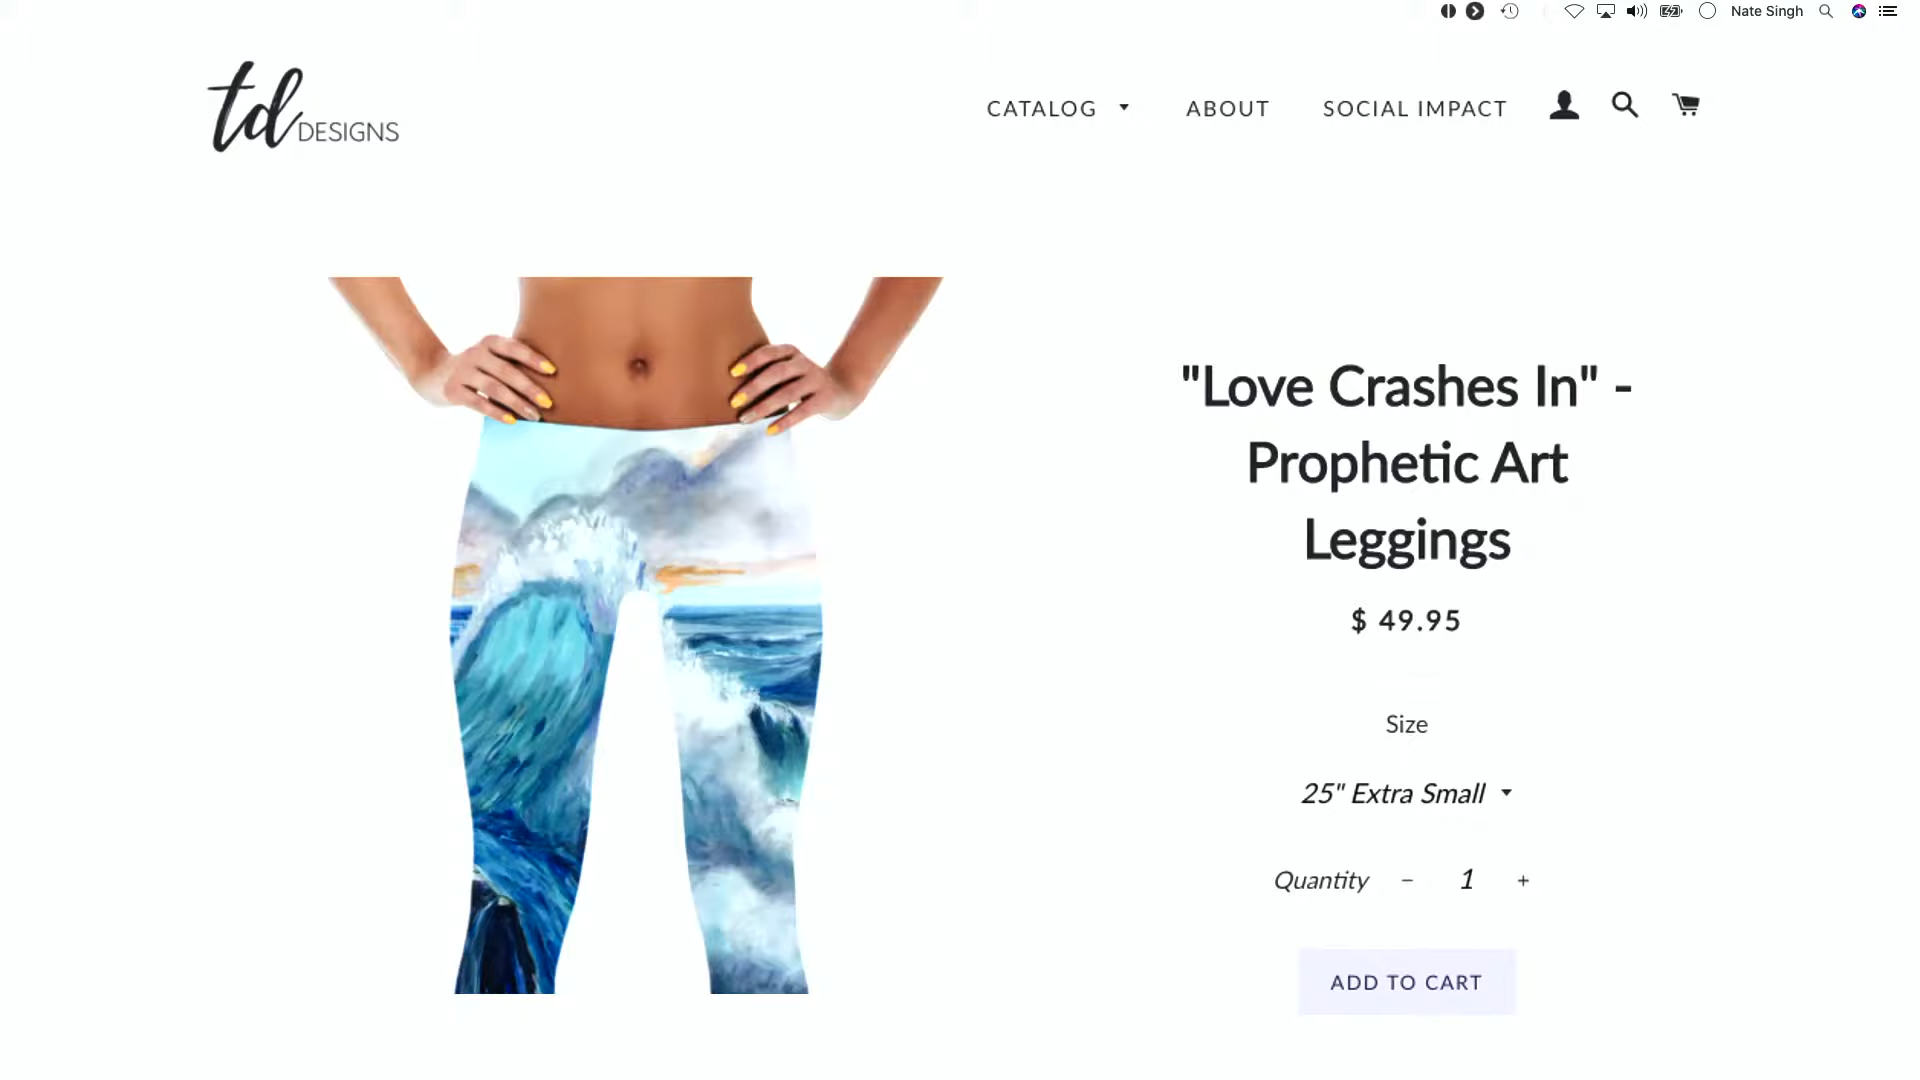 Nate Singh
td DESIGNS
CATALOG ABOUT SOCIAL IMPACT
"Love Crashes In" -
Prophetic Art
Leggings
$ 49.95
Size
25" Extra Small
Quantity − 1 +
ADD TO CART